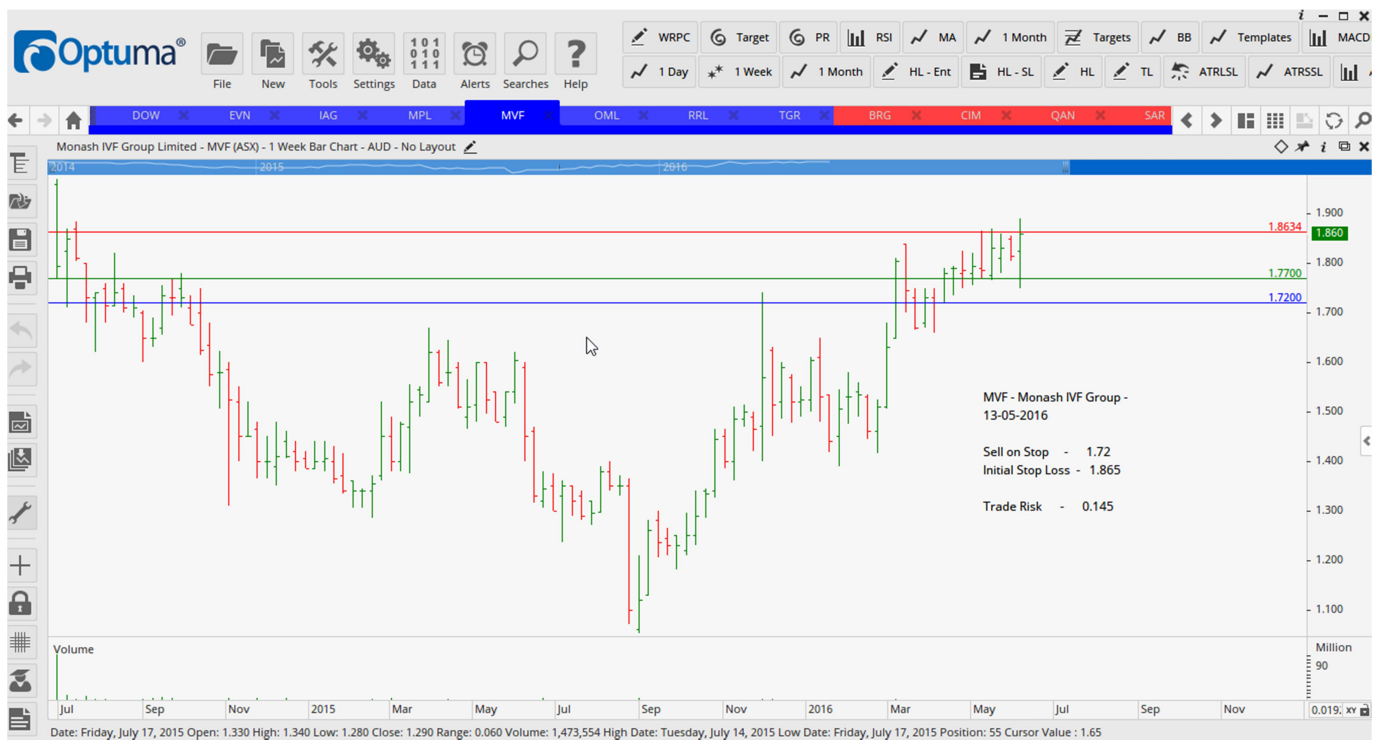 i
Optuma®
File New Tools Settings Data Alerts Searches Help
101
010
111
WRPC Target PR RSI MA 1 Month Targets BB Templates MACD
1 Day 1 Week 1 Month HL - Ent HL - SL HL TL ATRLSL ATRSSL
DOW EVN IAG MPL MVF OML RRL TGR BRG CIM QAN SAR
Monash IVF Group Limited - MVF (ASX) - 1 Week Bar Chart - AUD - No Layout
2014 2015 2016
1.900
1.8634
1.860
1.800
1.7700
1.7200
1.700
1.600
1.500
1.400
1.300
1.200
1.100
MVF - Monash IVF Group -
13-05-2016
Sell on Stop - 1.72
Initial Stop Loss - 1.865
Trade Risk - 0.145
Volume
Million
90
Jul Sep Nov 2015 Mar May Jul Sep Nov 2016 Mar May Jul Sep Nov
0.019. XY
Date: Friday, July 17, 2015 Open: 1.330 High: 1.340 Low: 1.280 Close: 1.290 Range: 0.060 Volume: 1,473,554 High Date: Tuesday, July 14, 2015 Low Date: Friday, July 17, 2015 Position: 55 Cursor Value : 1.65